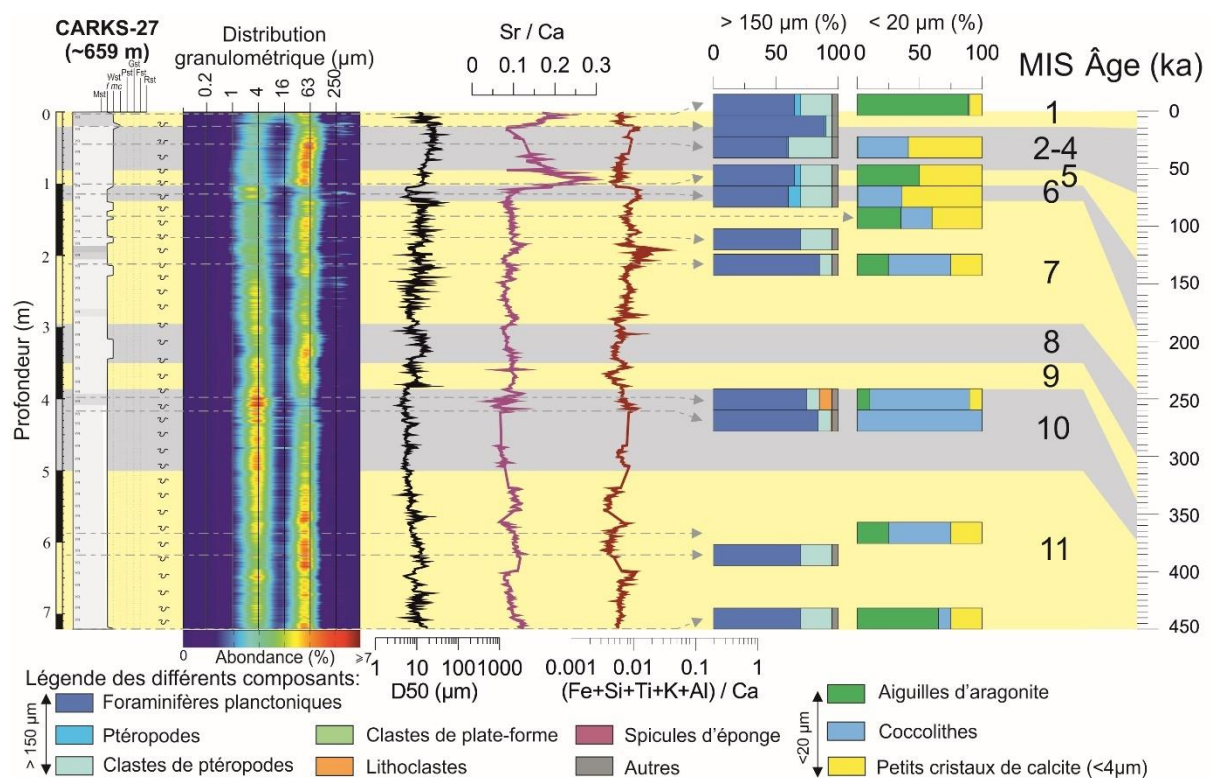 CARKS-27
(~659 m)
Mst
f
Wst
mc
Pst
Gst
Fst
Rst
Distribution
granulométrique (µm)
0.2
1
4
16
63
250
Sr / Ca
0 0.1 0.2 0.3
> 150 µm (%)
0 50 100
< 20 µm (%)
0 50 100
MIS Âge (ka)
Profondeur (m)
0
1
2
3
4
5
6
7
1
2-4
5
6
7
8
9
10
11
0
50
100
150
200
250
300
350
400
450
0 Abondance (%) ⩾7
1 10 100 1000
D50 (µm)
0.001 0.01 0.1 1
(Fe+Si+Ti+K+Al) / Ca
Légende des différents composants:
> 150 µm
Foraminifères planctoniques
Ptéropodes
Clastes de ptéropodes
Clastes de plate-forme
Lithoclastes
Spicules d'éponge
Autres
<20 µm
Aiguilles d'aragonite
Coccolithes
Petits cristaux de calcite (<4µm)